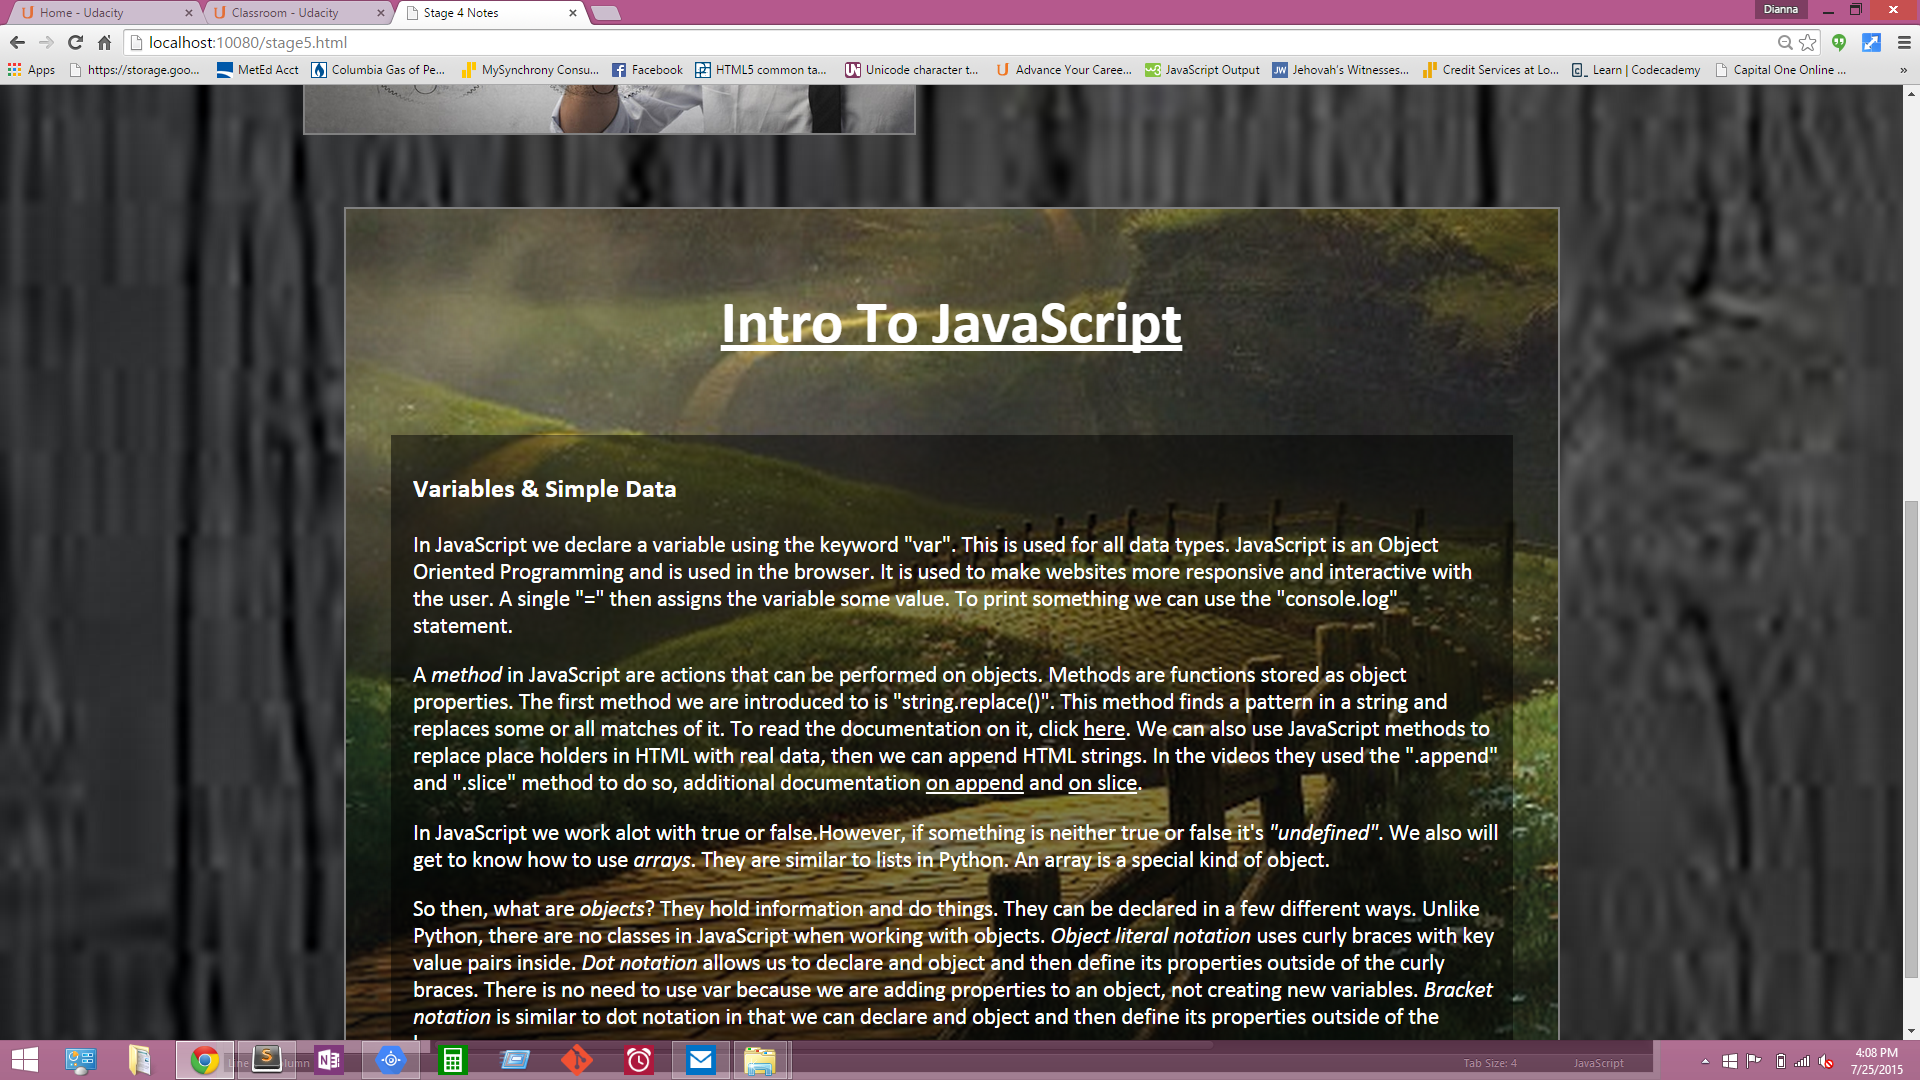 Home - Udacity
Classroom - Udacity
Stage 4 Notes
Dianna
localhost:10080/stage5.html
Apps
https://storage.goo...
MetEd Acct
Columbia Gas of Pe...
MySynchrony Consu...
Facebook
HTML5 common ta...
Unicode character t...
Advance Your Caree...
JavaScript Output
Jehovah's Witnesses...
Credit Services at Lo...
Learn | Codecademy
Capital One Online ...
»
Intro To JavaScript
Variables & Simple Data
In JavaScript we declare a variable using the keyword "var". This is used for all data types. JavaScript is an Object
Oriented Programming and is used in the browser. It is used to make websites more responsive and interactive with
the user. A single "=" then assigns the variable some value. To print something we can use the "console.log"
statement.
A method in JavaScript are actions that can be performed on objects. Methods are functions stored as object
properties. The first method we are introduced to is "string.replace()". This method finds a pattern in a string and
replaces some or all matches of it. To read the documentation on it, click here. We can also use JavaScript methods to
replace place holders in HTML with real data, then we can append HTML strings. In the videos they used the ".append"
and ".slice" method to do so, additional documentation on append and on slice.
In JavaScript we work alot with true or false.However, if something is neither true or false it's "undefined". We also will
get to know how to use arrays. They are similar to lists in Python. An array is a special kind of object.
So then, what are objects? They hold information and do things. They can be declared in a few different ways. Unlike
Python, there are no classes in JavaScript when working with objects. Object literal notation uses curly braces with key
value pairs inside. Dot notation allows us to declare and object and then define its properties outside of the curly
braces. There is no need to use var because we are adding properties to an object, not creating new variables. Bracket
notation is similar to dot notation in that we can declare and object and then define its properties outside of the
Tab Size: 4
JavaScript
4:08 PM
7/25/2015